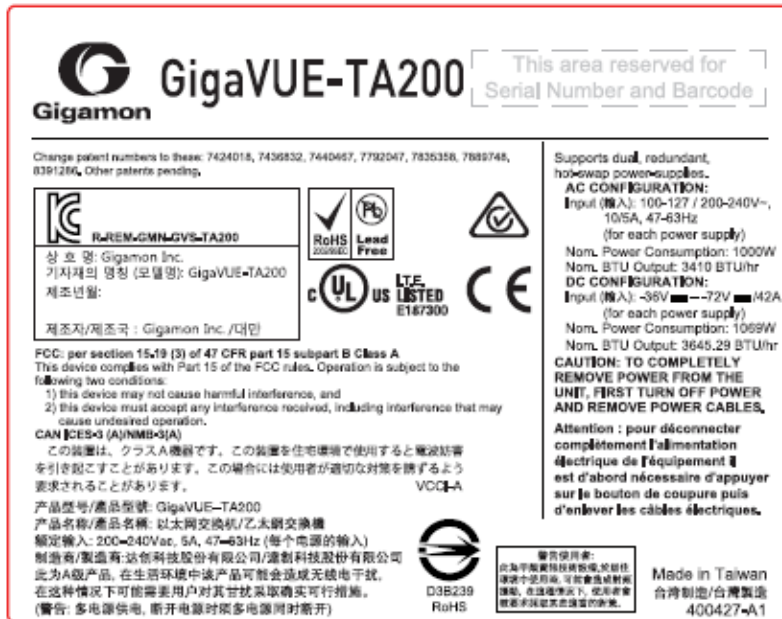 Gigamon
GigaVUE-TA200
This area reserved for
Serial Number and Barcode
Change patent numbers to these: 7424018, 7436832, 7440467, 7792047, 7835358, 7889748,
8391286. Other patents pending.
R-REM-GMN-GVS-TA200
상 호 명: Gigamon Inc.
기자재의 명칭 (모델명): GigaVUE-TA200
제조년월:
제조자/제조국 : Gigamon Inc. /대만
RoHS
2002/95/EC
Lead
Free
C UL US
I.T.E.
LISTED
E187300
CE
FCC: per section 15.19 (3) of 47 CFR part 15 subpart B Class A
This device complies with Part 15 of the FCC rules. Operation is subject to the
following two conditions:
1) this device may not cause harmful interference, and
2) this device must accept any interference received, including interference that may
cause undesired operation.
CAN ICES-3 (A)/NMB-3(A)
この装置は、クラスA機器です。この装置を住宅環境で使用すると電波妨害
を引き起こすことがあります。この場合には使用者が適切な対策を講ずるよう
要求されることがあります。 VCCI-A
产品型号/產品型號: GigaVUE-TA200
产品名称/產品名稱: 以太网交换机/乙太網交換機
额定输入: 200-240Vac, 5A, 47-63Hz (每个电源的输入)
制造商/製造商:达创科技股份有限公司/達創科技股份有限公司
此为A级产品, 在生活环境中该产品可能会造成无线电干扰,
在这种情况下可能需要用户对其干扰采取确实可行措施.
(警告: 多电源供电, 断开电源时须多电源同时断开)
D3B239
RoHS
警告使用者:
Supports dual, redundant,
hot-swap power-supplies.
AC CONFIGURATION:
Input (輸入): 100-127 / 200-240V~,
10/5A, 47-63Hz
(for each power supply)
Nom. Power Consumption: 1000W
Nom. BTU Output: 3410 BTU/hr
DC CONFIGURATION:
Input (輸入): -36V --- -72V /42A
(for each power supply)
Nom. Power Consumption: 1069W
Nom. BTU Output: 3645.29 BTU/hr
CAUTION: TO COMPLETELY
REMOVE POWER FROM THE
UNIT, FIRST TURN OFF POWER
AND REMOVE POWER CABLES.
Attention : pour déconnecter
complètement l'alimentation
électrique de l'équipement il
est d'abord nécessaire d'appuyer
sur le bouton de coupure puis
d'enlever les câbles électriques.
Made in Taiwan
台湾制造/台灣製造
400427-A1